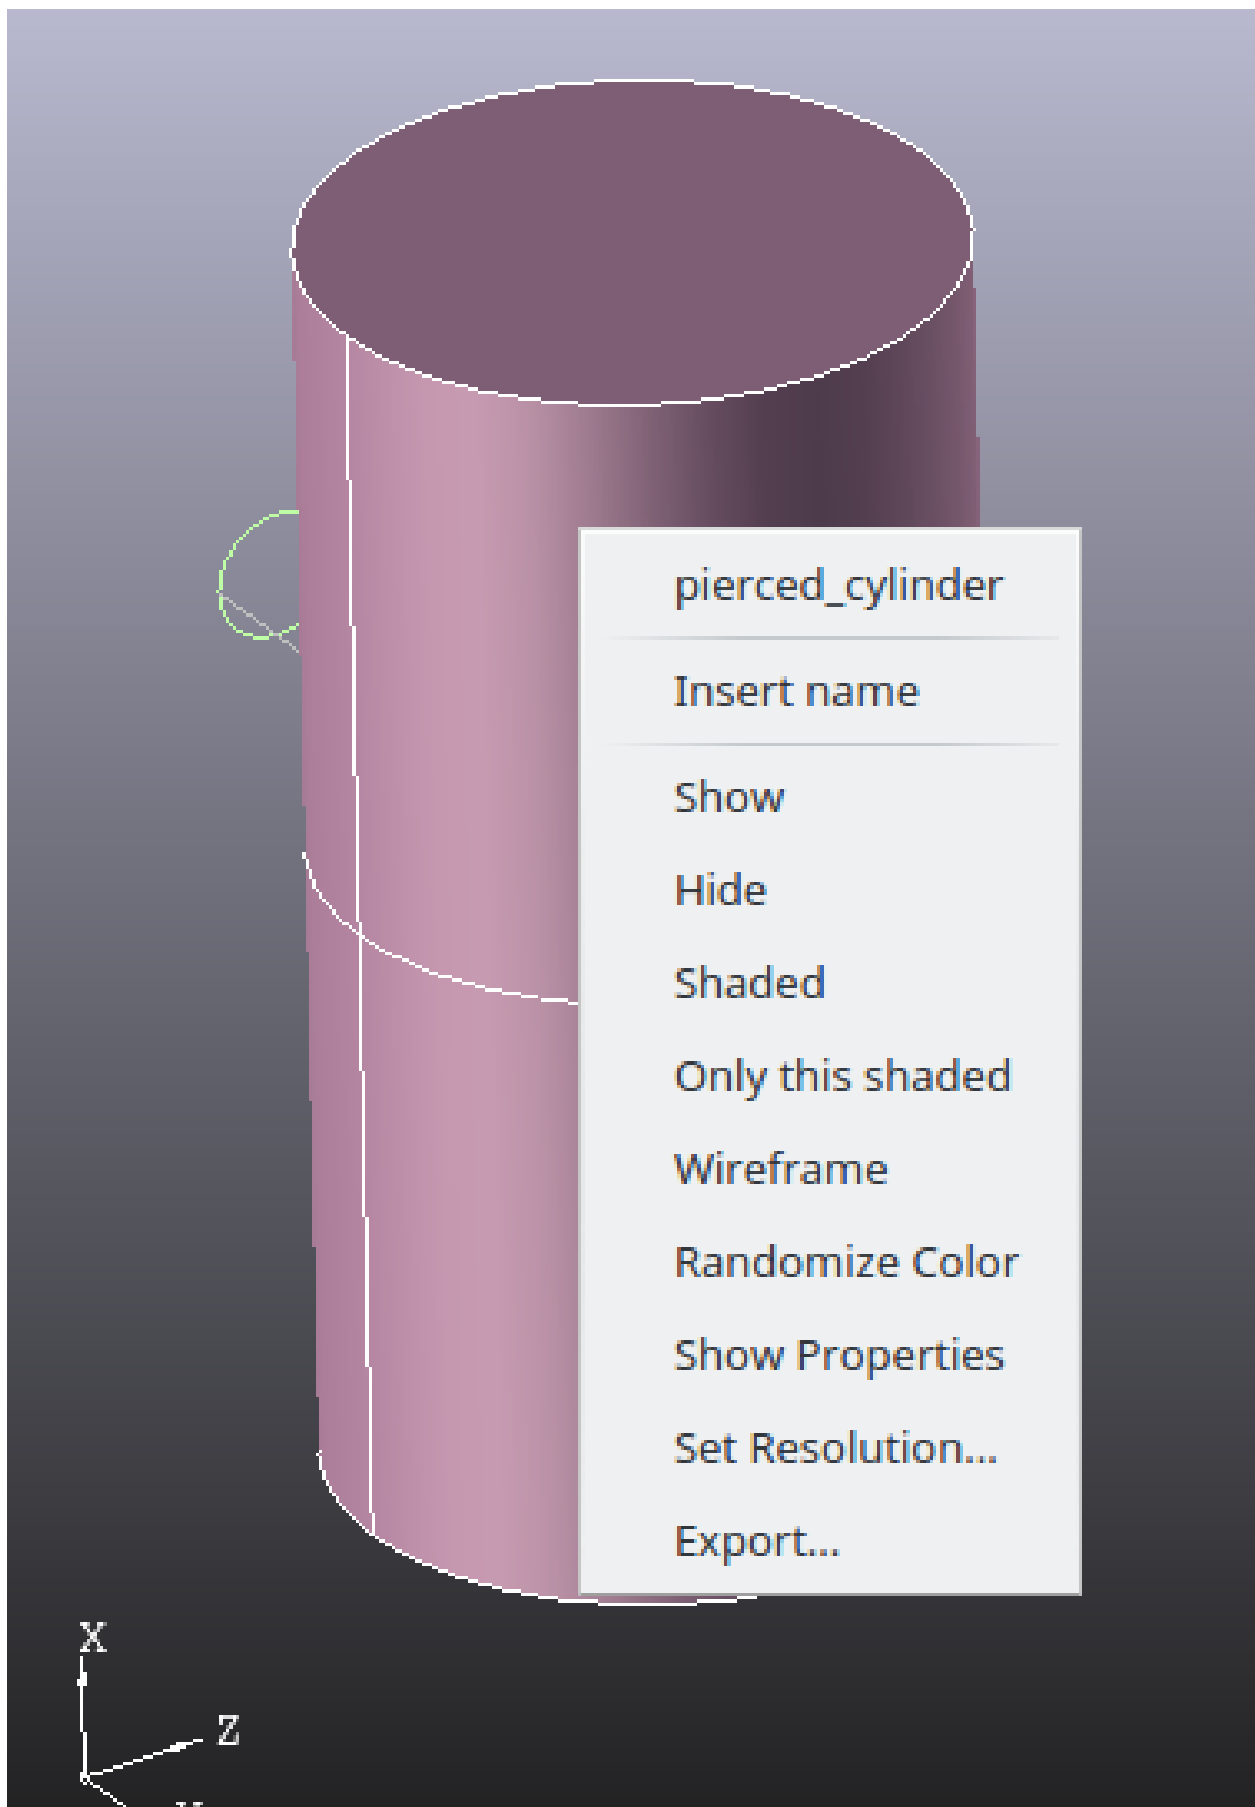 pierced_cylinder
Insert name
Show
Hide
Shaded
Only this shaded
Wireframe
Randomize Color
Show Properties
Set Resolution...
Export...
X
Z